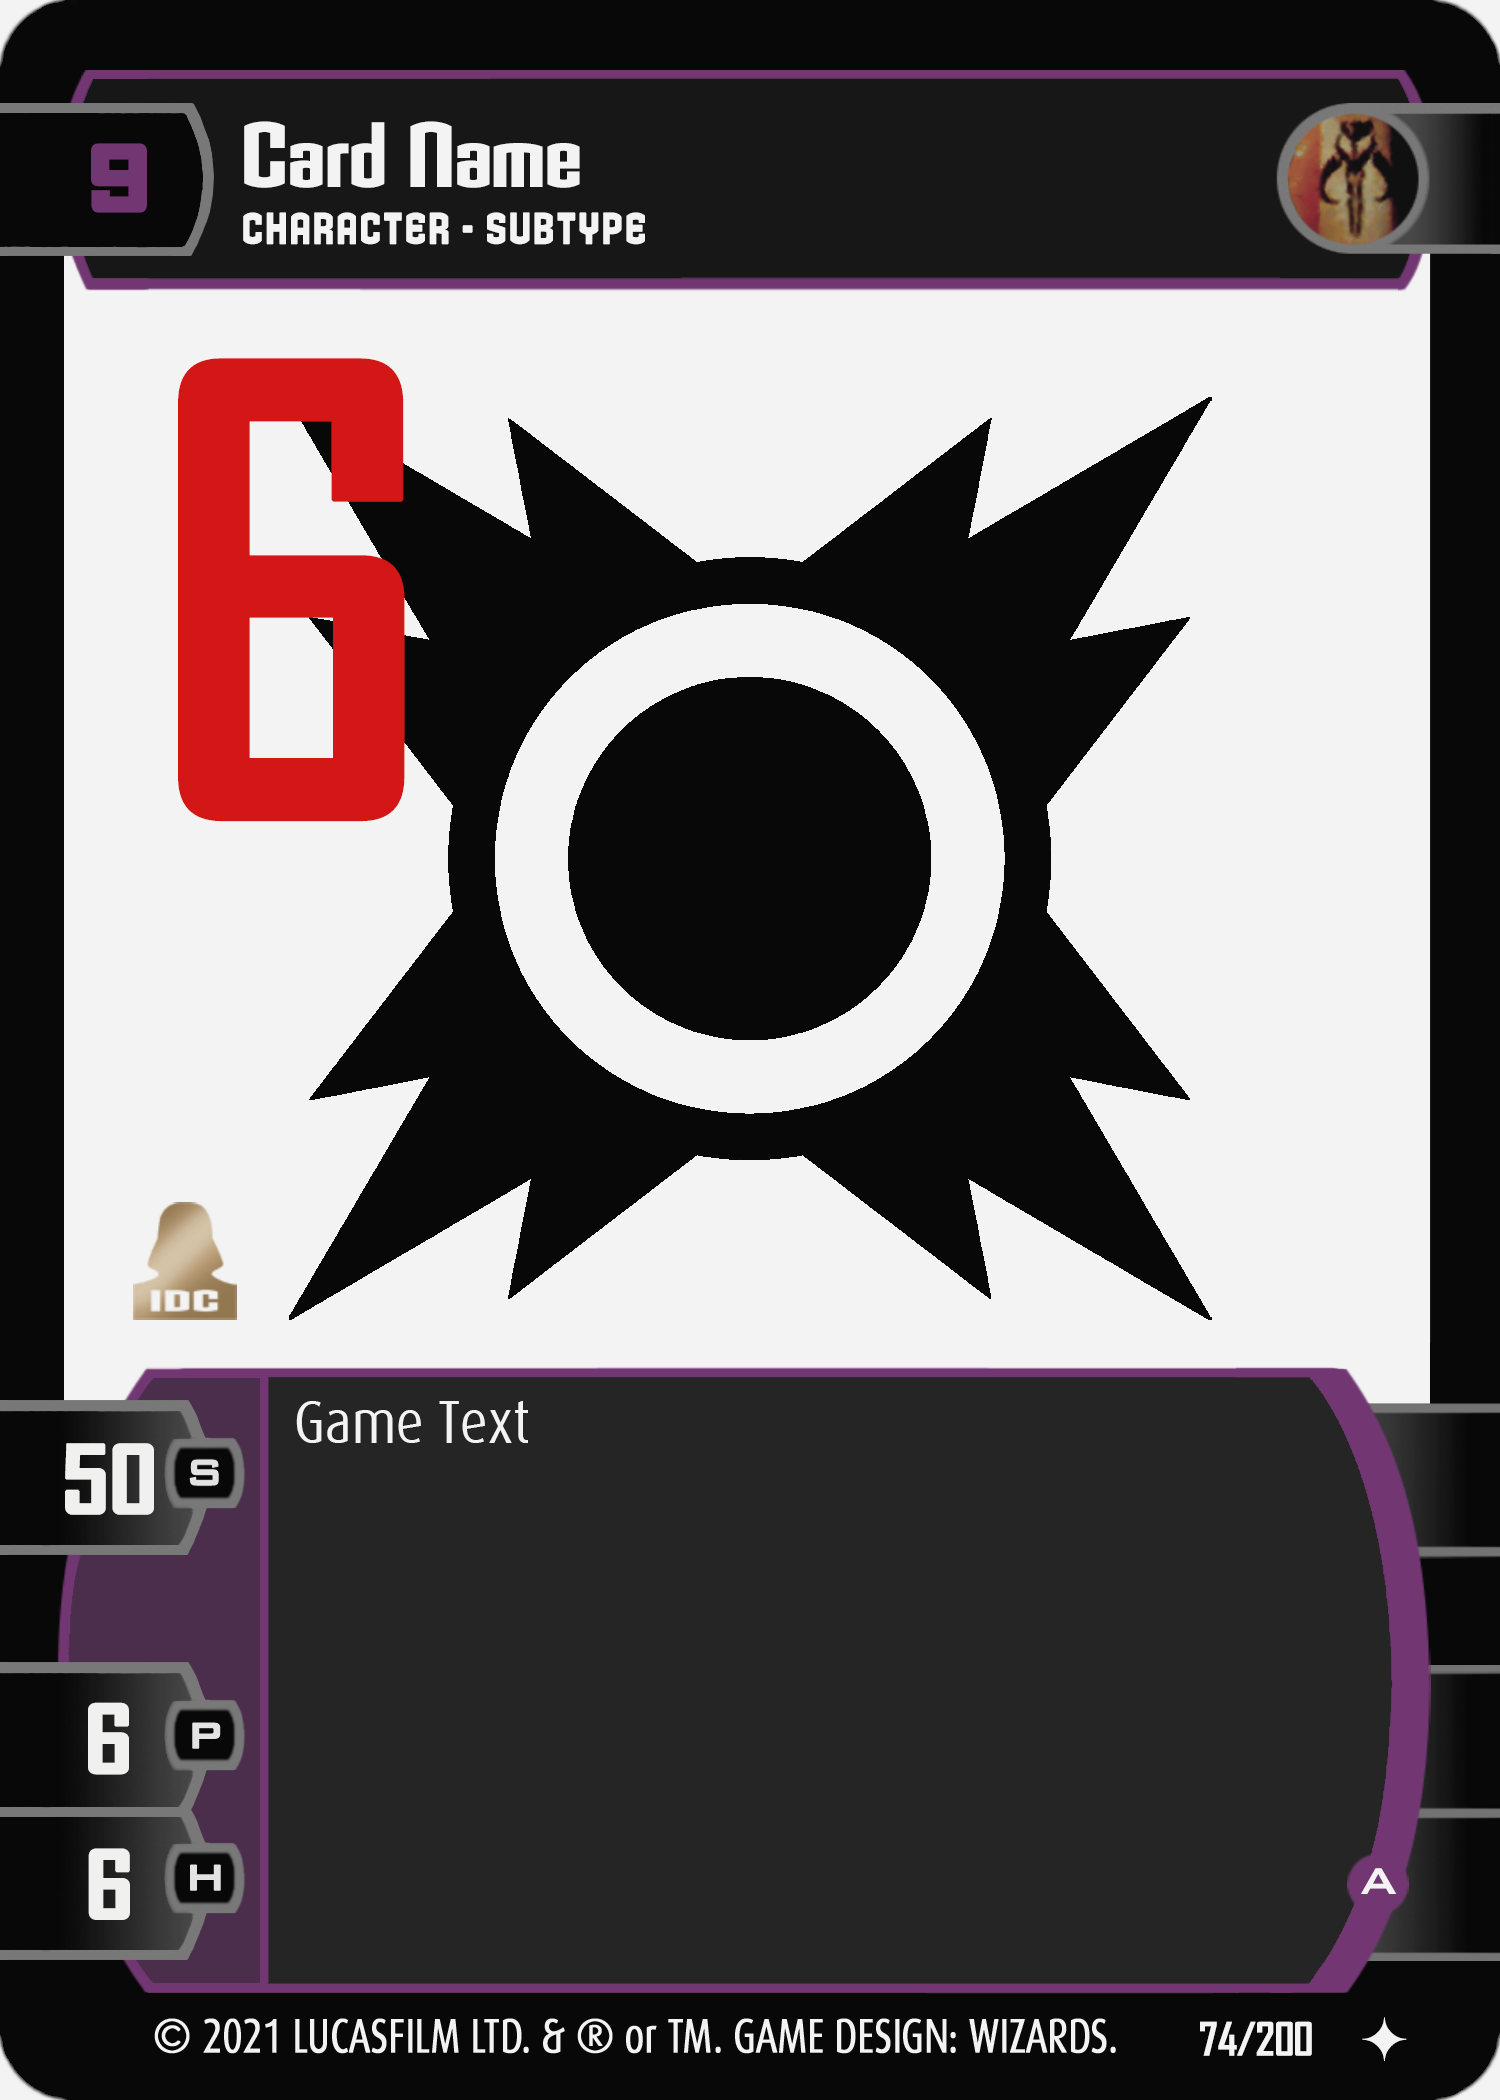 9
Card Name
CHARACTER - SUBTYPE
6
IDC
Game Text
50 S
6 P
6 H
A
© 2021 LUCASFILM LTD. & ® or TM. GAME DESIGN: WIZARDS.
74/200